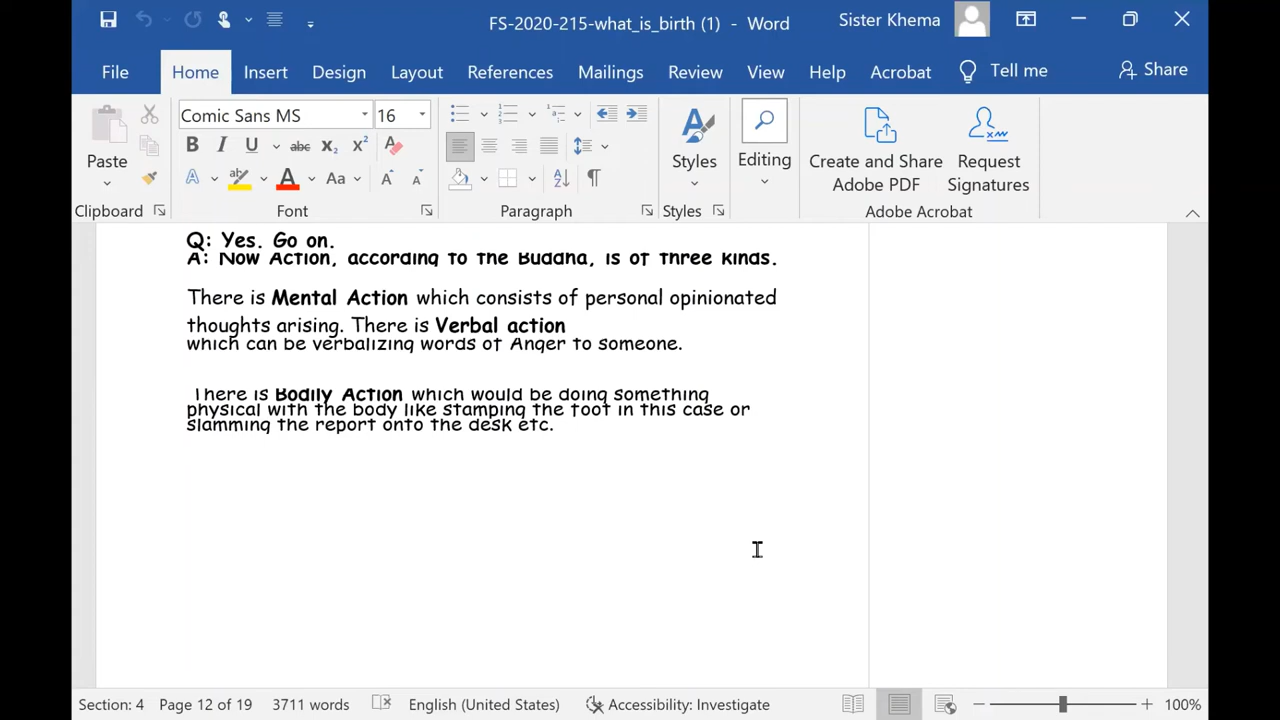 FS-2020-215-what_is_birth (1) - Word
Sister Khema
File Home Insert Design Layout References Mailings Review View Help Acrobat Tell me Share
Comic Sans MS 16
Paste
Styles
Editing
Create and Share Adobe PDF
Request Signatures
Clipboard Font Paragraph Styles Adobe Acrobat
Q: Yes. Go on.
A: Now Action, according to the Buddha, is of three kinds.
There is Mental Action which consists of personal opinionated
thoughts arising. There is Verbal action
which can be verbalizing words of Anger to someone.
There is Bodily Action which would be doing something
physical with the body like stamping the foot in this case or
slamming the report onto the desk etc.
Section: 4 Page 12 of 19 3711 words English (United States) Accessibility: Investigate 100%